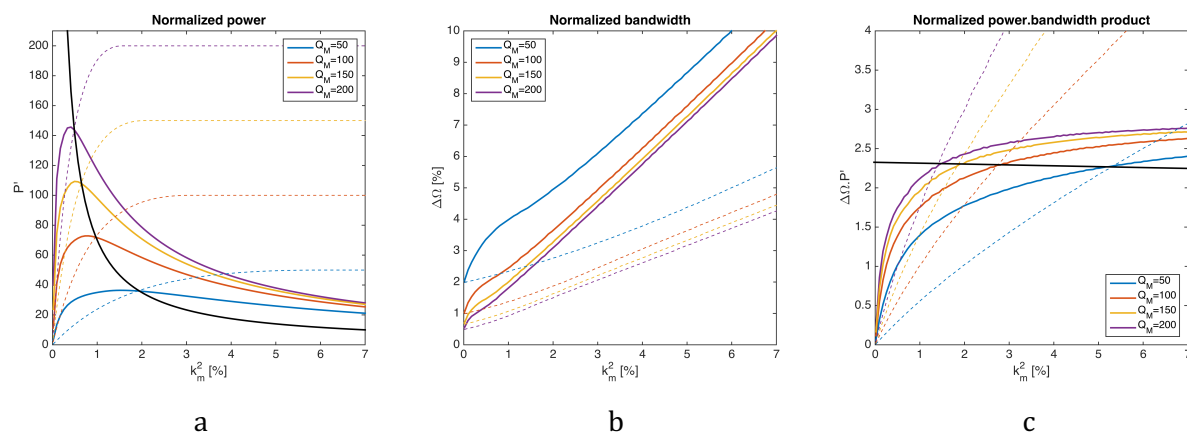 Normalized power
P'
200
180
160
140
120
100
80
60
40
20
0
Q_M=50
Q_M=100
Q_M=150
Q_M=200
0 1 2 3 4 5 6 7
k_m^2 [%]
a
Normalized bandwidth
ΔΩ [%]
10
9
8
7
6
5
4
3
2
1
0
Q_M=50
Q_M=100
Q_M=150
Q_M=200
0 1 2 3 4 5 6 7
k_m^2 [%]
b
Normalized power.bandwidth product
ΔΩ.P'
4
3.5
3
2.5
2
1.5
1
0.5
0
Q_M=50
Q_M=100
Q_M=150
Q_M=200
0 1 2 3 4 5 6 7
k_m^2 [%]
c